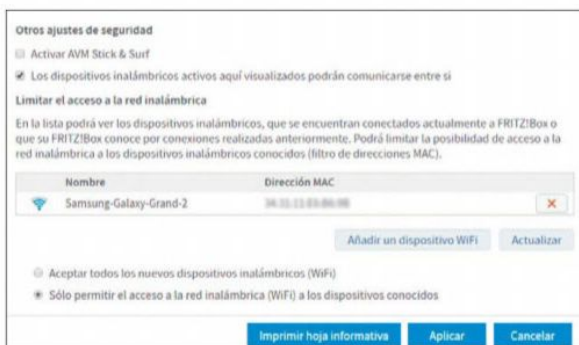 Otros ajustes de seguridad
Activar AVM Stick & Surf
Los dispositivos inalámbricos activos aquí visualizados podrán comunicarse entre si
Limitar el acceso a la red inalámbrica
En la lista podrá ver los dispositivos inalámbricos, que se encuentran conectados actualmente a FRITZ!Box o
que su FRITZ!Box conoce por conexiones realizadas anteriormente. Podrá limitar la posibilidad de acceso a la
red inalámbrica a los dispositivos inalámbricos conocidos (filtro de direcciones MAC).
Nombre Dirección MAC
Samsung-Galaxy-Grand-2
Añadir un dispositivo WiFi Actualizar
Aceptar todos los nuevos dispositivos inalámbricos (WiFi)
Sólo permitir el acceso a la red inalámbrica (WiFi) a los dispositivos conocidos
Imprimir hoja informativa Aplicar Cancelar